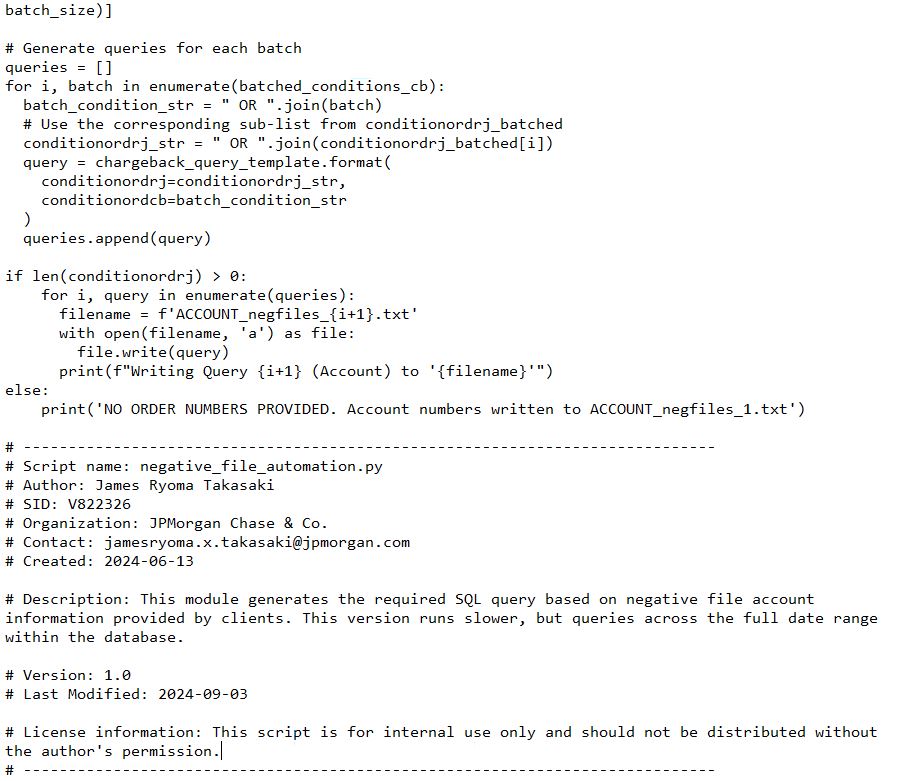 batch_size)]
# Generate queries for each batch
queries = []
for i, batch in enumerate(batched_conditions_cb):
  batch_condition_str = " OR ".join(batch)
  # Use the corresponding sub-list from conditionordrj_batched
  conditionordrj_str = " OR ".join(conditionordrj_batched[i])
  query = chargeback_query_template.format(
    conditionordrj=conditionordrj_str,
    conditionordcb=batch_condition_str
  )
  queries.append(query)
if len(conditionordrj) > 0:
    for i, query in enumerate(queries):
      filename = f'ACCOUNT_negfiles_{i+1}.txt'
      with open(filename, 'a') as file:
        file.write(query)
      print(f"Writing Query {i+1} (Account) to '{filename}'")
else:
    print('NO ORDER NUMBERS PROVIDED. Account numbers written to ACCOUNT_negfiles_1.txt')
# -----------------------------------------------------------------------------
# Script name: negative_file_automation.py
# Author: James Ryoma Takasaki
# SID: V822326
# Organization: JPMorgan Chase & Co.
# Contact: jamesryoma.x.takasaki@jpmorgan.com
# Created: 2024-06-13
# Description: This module generates the required SQL query based on negative file account
information provided by clients. This version runs slower, but queries across the full date range
within the database.
# Version: 1.0
# Last Modified: 2024-09-03
# License information: This script is for internal use only and should not be distributed without
the author's permission.
# -----------------------------------------------------------------------------